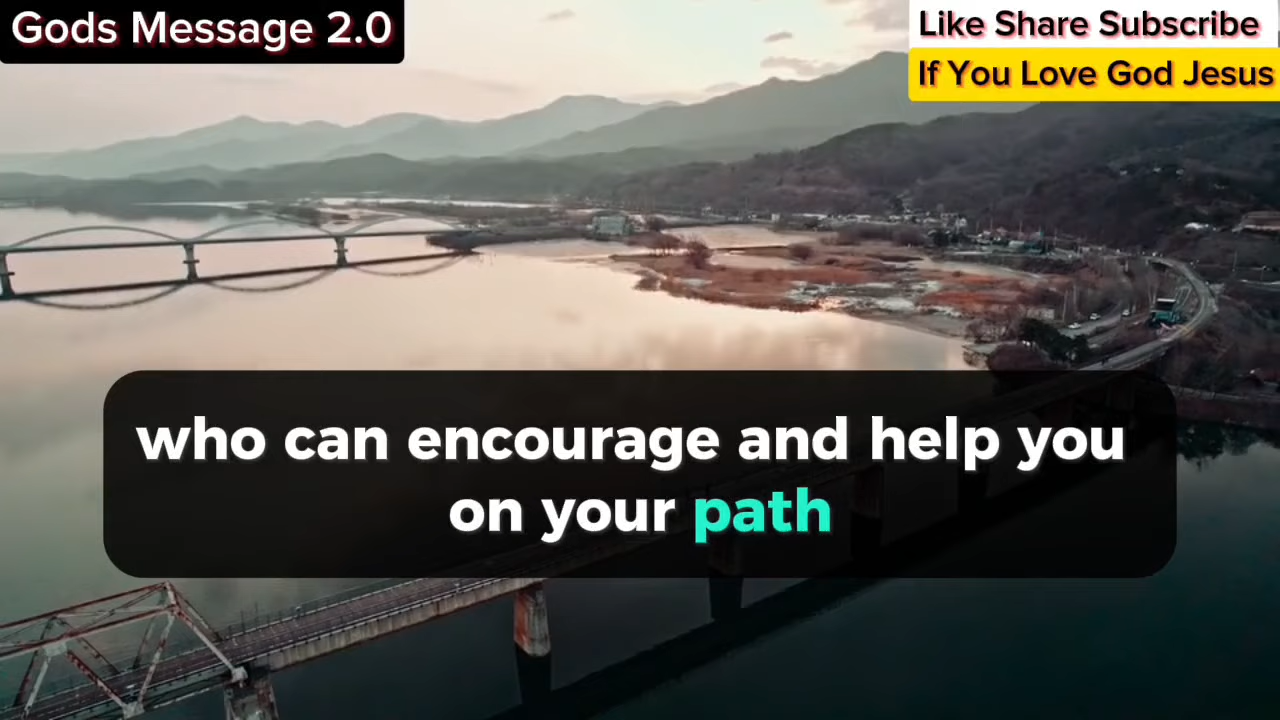 Gods Message 2.0
Like Share Subscribe
If You Love God Jesus
who can encourage and help you
on your path